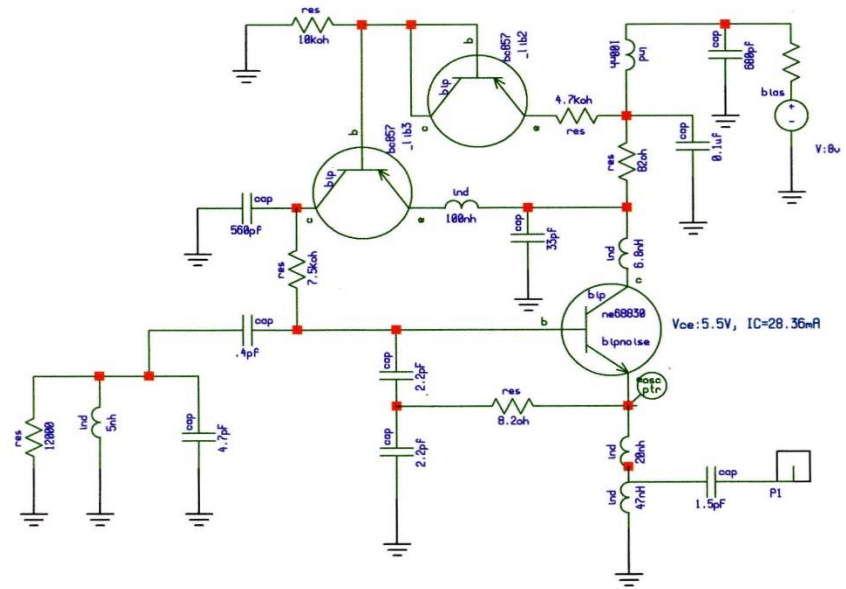 res
10Koh
b
bc857
_lib2
bip
c
e
4.7Koh
res
44001
ind
cap
680pf
bias
+
-
V:8v
cap
0.1uf
res
82oh
b
bc857
_lib3
bip
c
e
ind
100nh
cap
33pf
cap
560pf
res
7.5Koh
ind
6.8nH
c
bip
ne68830
b
bipnoise
Vce:5.5V, IC=28.36mA
cap
.4pF
osc
ptr
cap
2.2pF
res
8.2oh
cap
2.2pF
res
12000
ind
5nh
cap
4.7pF
ind
20nh
ind
47nH
cap
1.5pF
P1